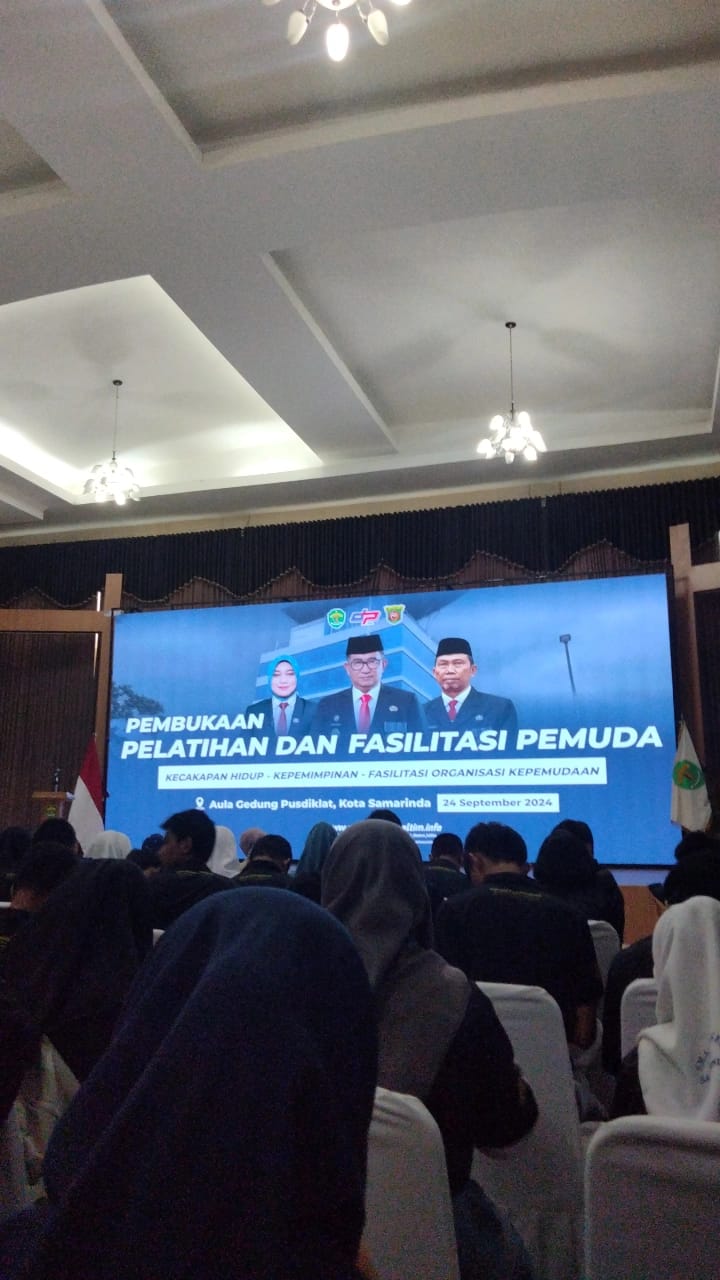 PEMBUKAAN
PELATIHAN DAN FASILITASI PEMUDA
KECAKAPAN HIDUP - KEPEMIMPINAN - FASILITASI ORGANISASI KEPEMUDAAN
Aula Gedung Pusdiklat, Kota Samarinda 24 September 2024